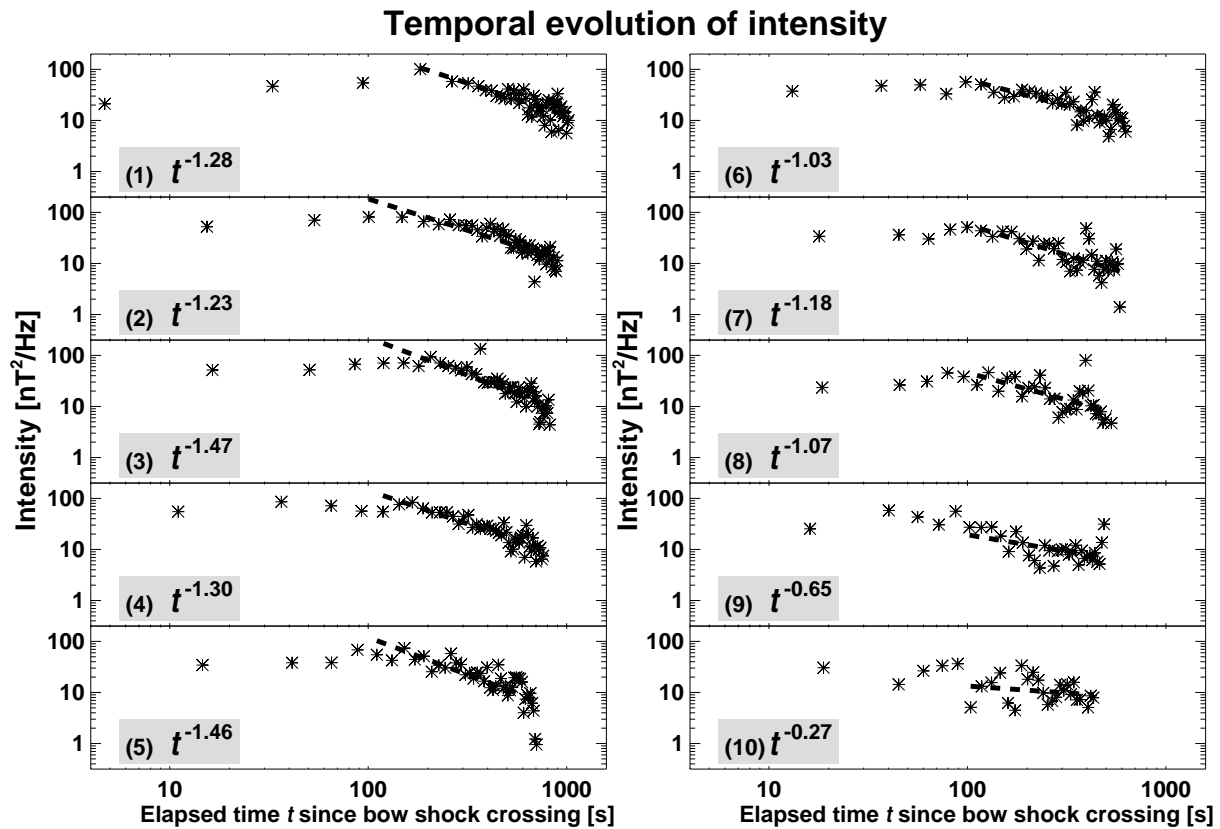 Temporal evolution of intensity
Intensity [nT²/Hz]
100
10
1
(1) t^-1.28
100
10
1
(2) t^-1.23
100
10
1
(3) t^-1.47
100
10
1
(4) t^-1.30
100
10
1
(5) t^-1.46
10 100 1000
Elapsed time t since bow shock crossing [s]
Intensity [nT²/Hz]
100
10
1
(6) t^-1.03
100
10
1
(7) t^-1.18
100
10
1
(8) t^-1.07
100
10
1
(9) t^-0.65
100
10
1
(10) t^-0.27
10 100 1000
Elapsed time t since bow shock crossing [s]